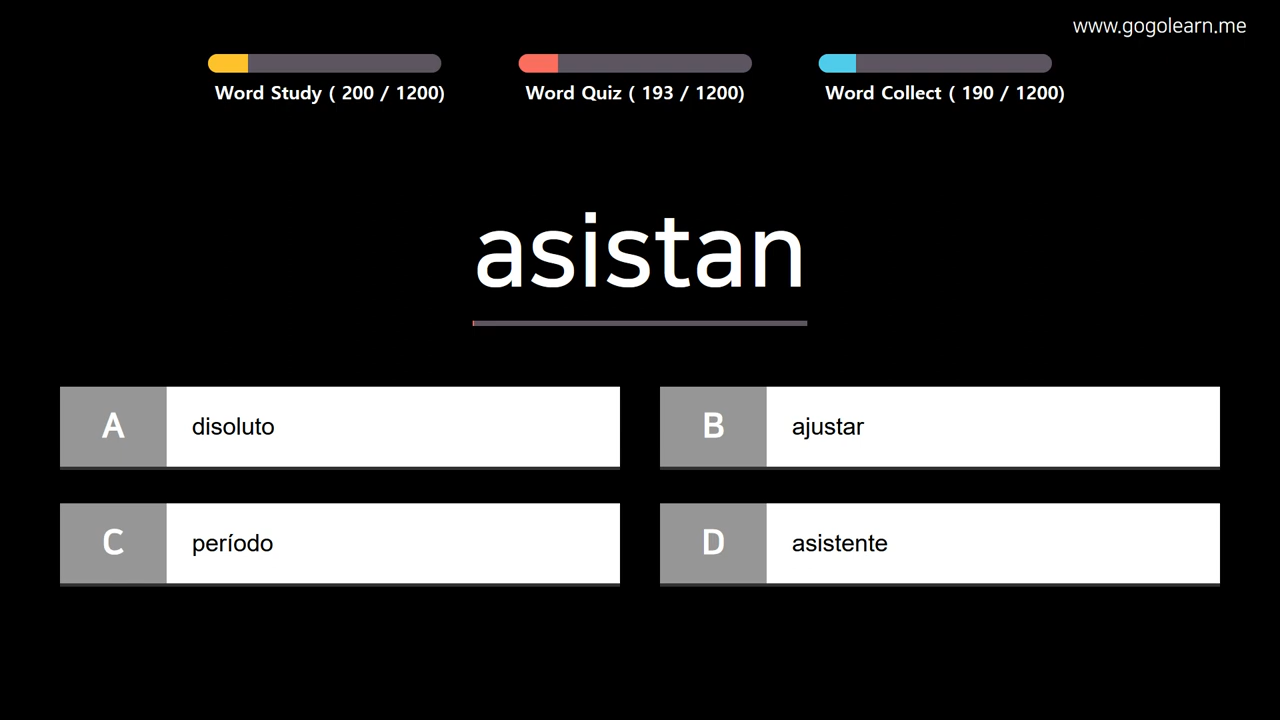 www.gogolearn.me
Word Study ( 200 / 1200)
Word Quiz ( 193 / 1200)
Word Collect ( 190 / 1200)
asistan
A disoluto
B ajustar
C período
D asistente